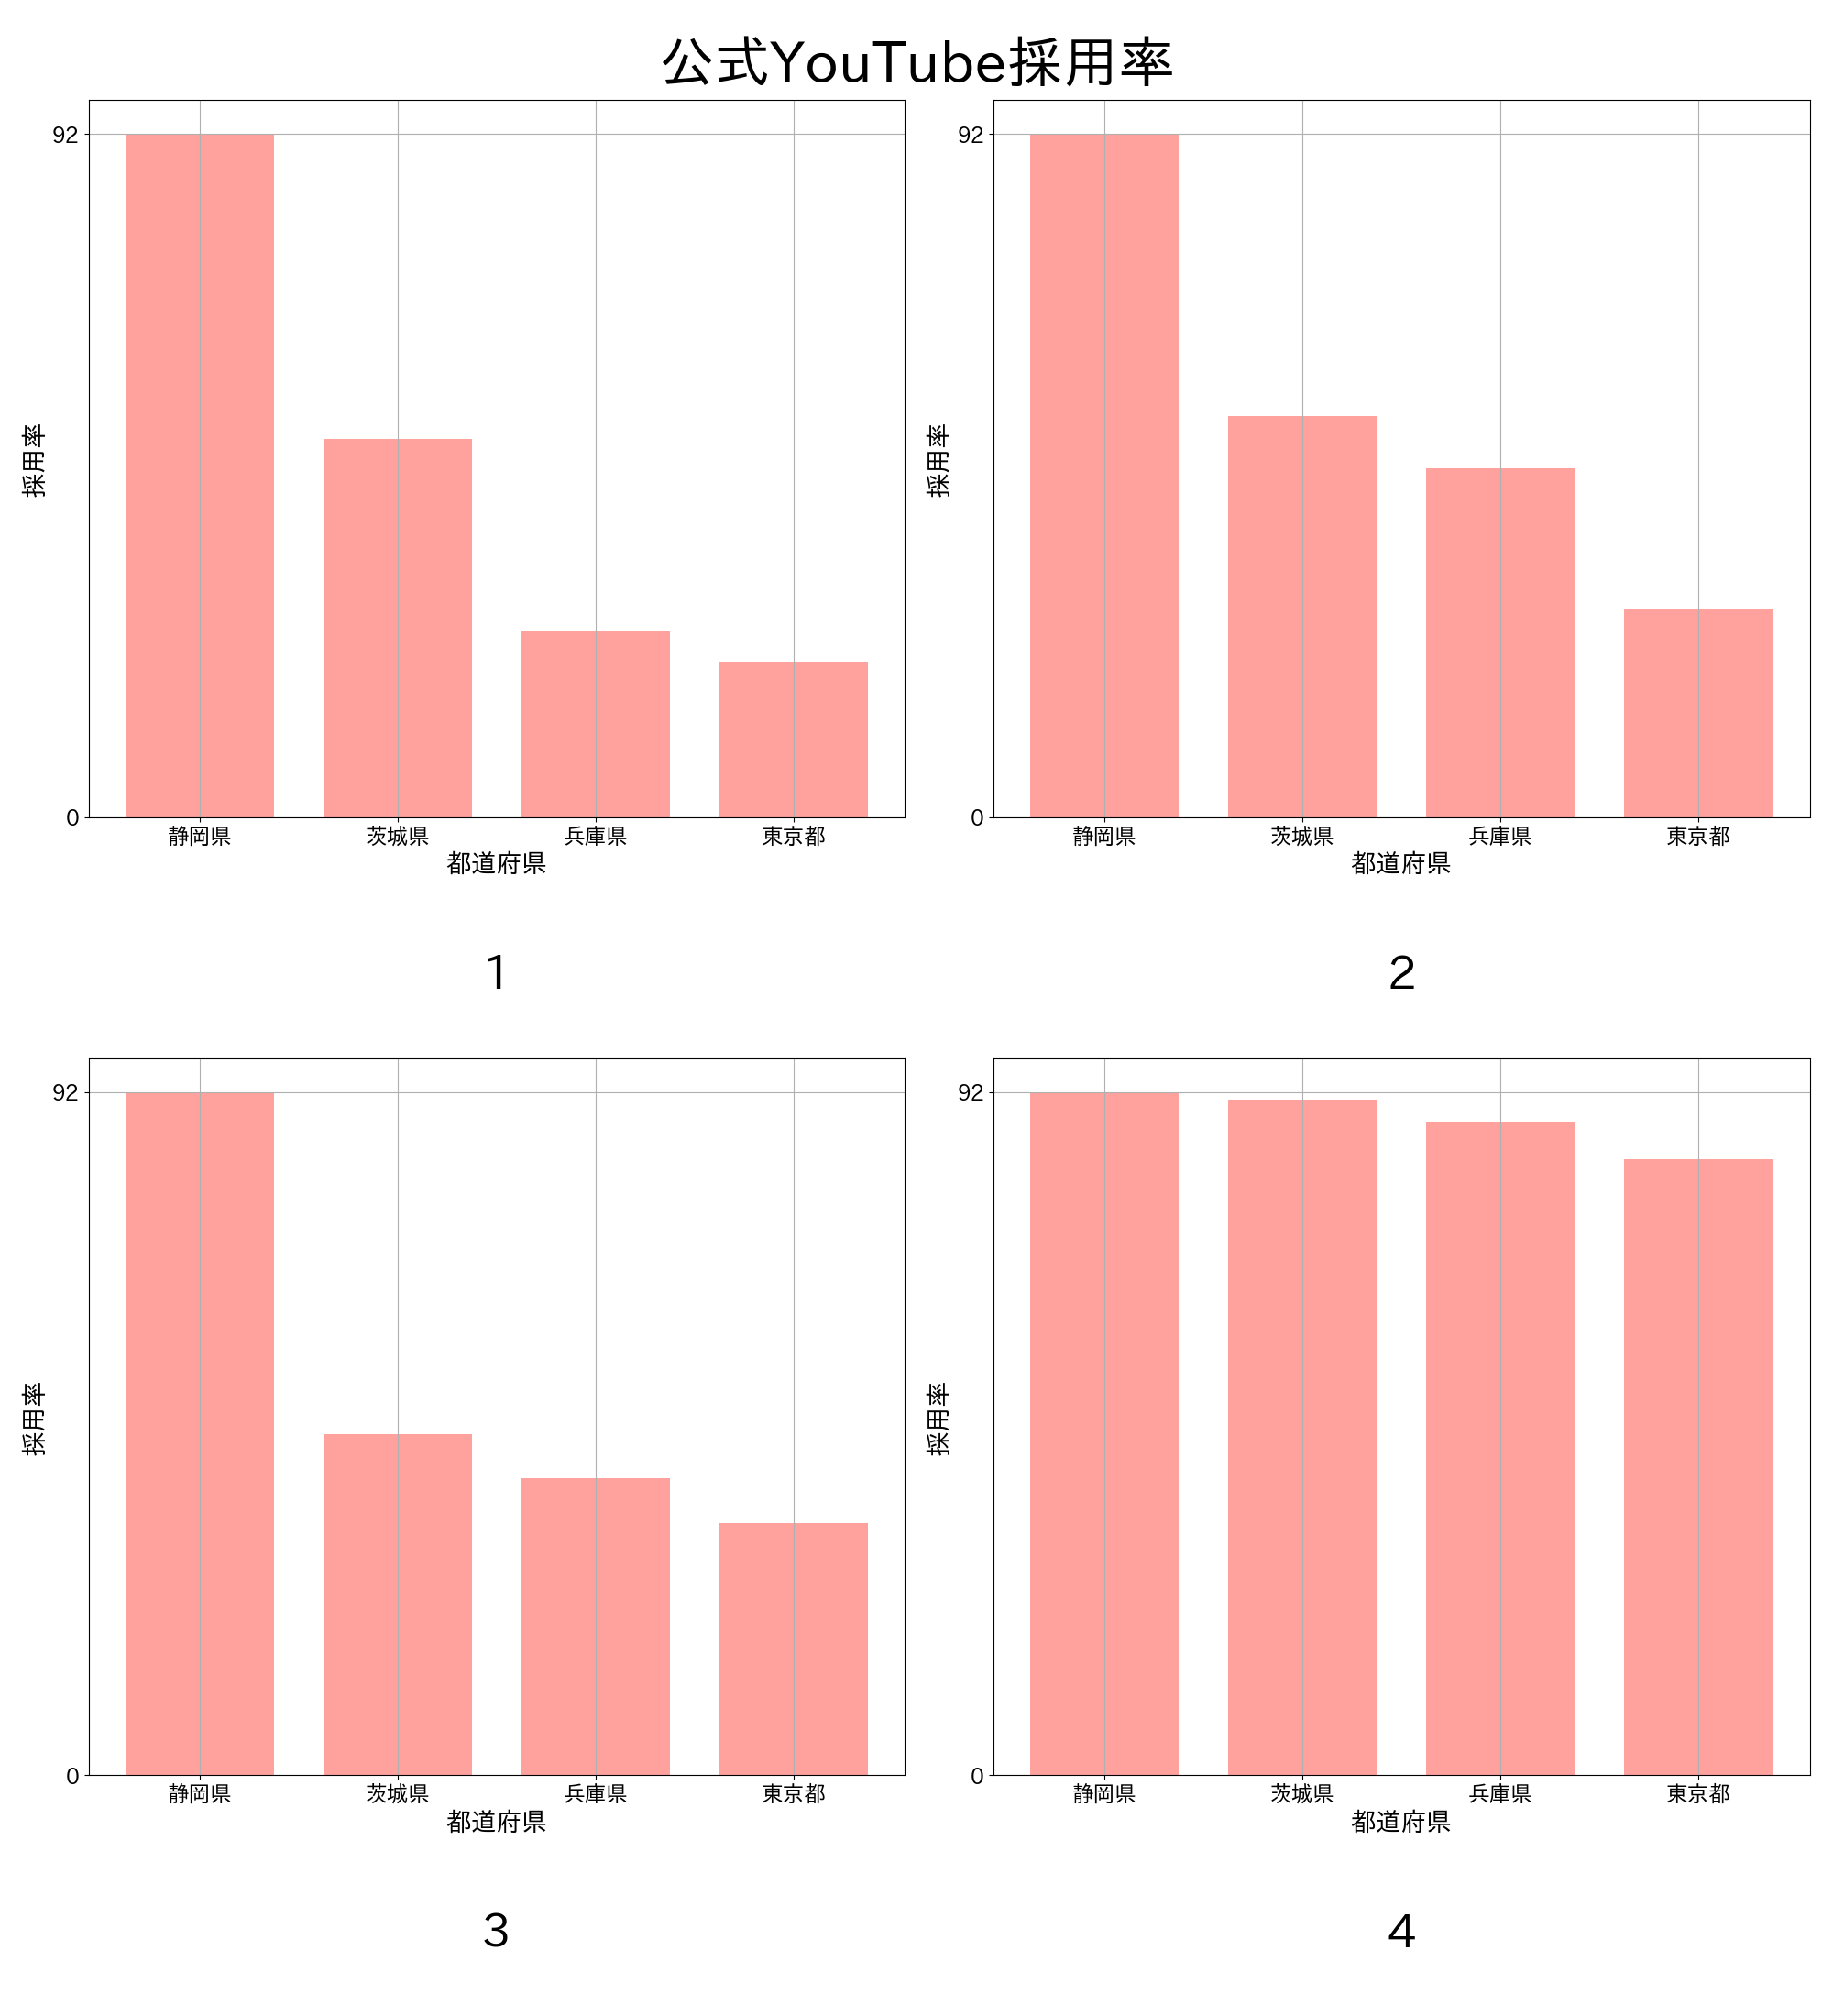 公式YouTube採用率
92
0
採用率
静岡県 茨城県 兵庫県 東京都
都道府県
1
92
0
採用率
静岡県 茨城県 兵庫県 東京都
都道府県
2
92
0
採用率
静岡県 茨城県 兵庫県 東京都
都道府県
3
92
0
採用率
静岡県 茨城県 兵庫県 東京都
都道府県
4